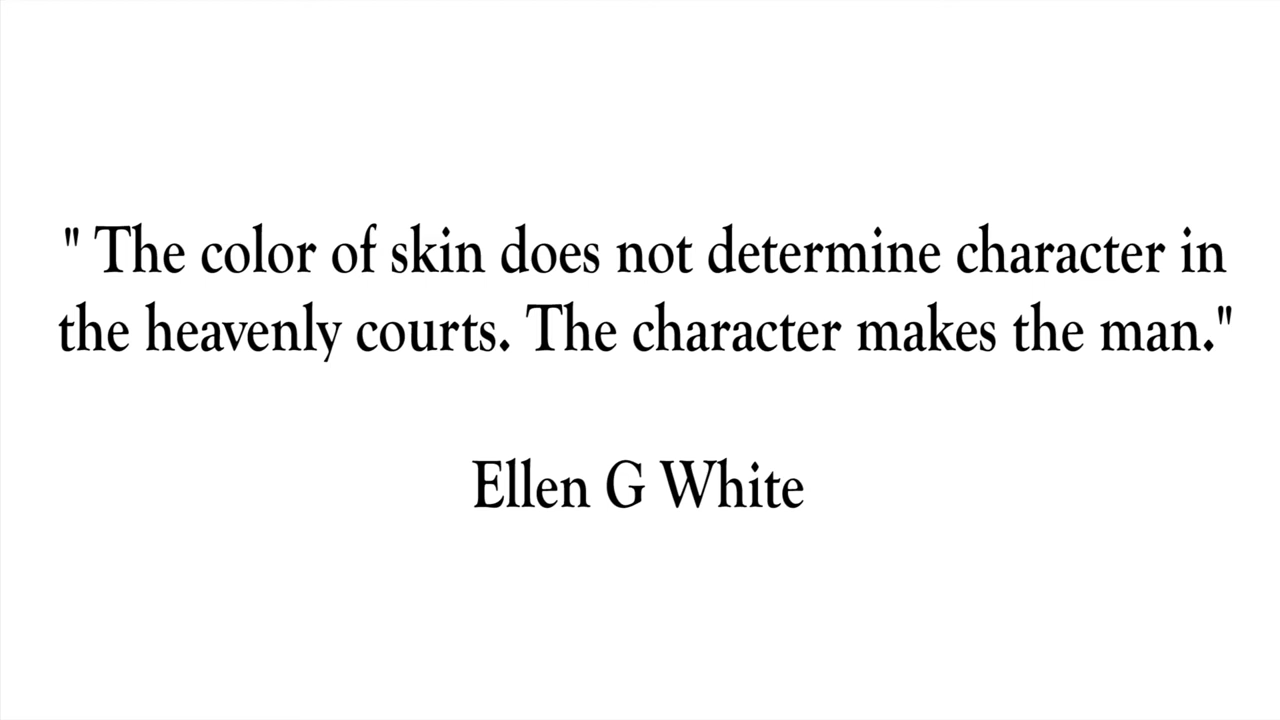 " The color of skin does not determine character in
the heavenly courts. The character makes the man."
Ellen G White